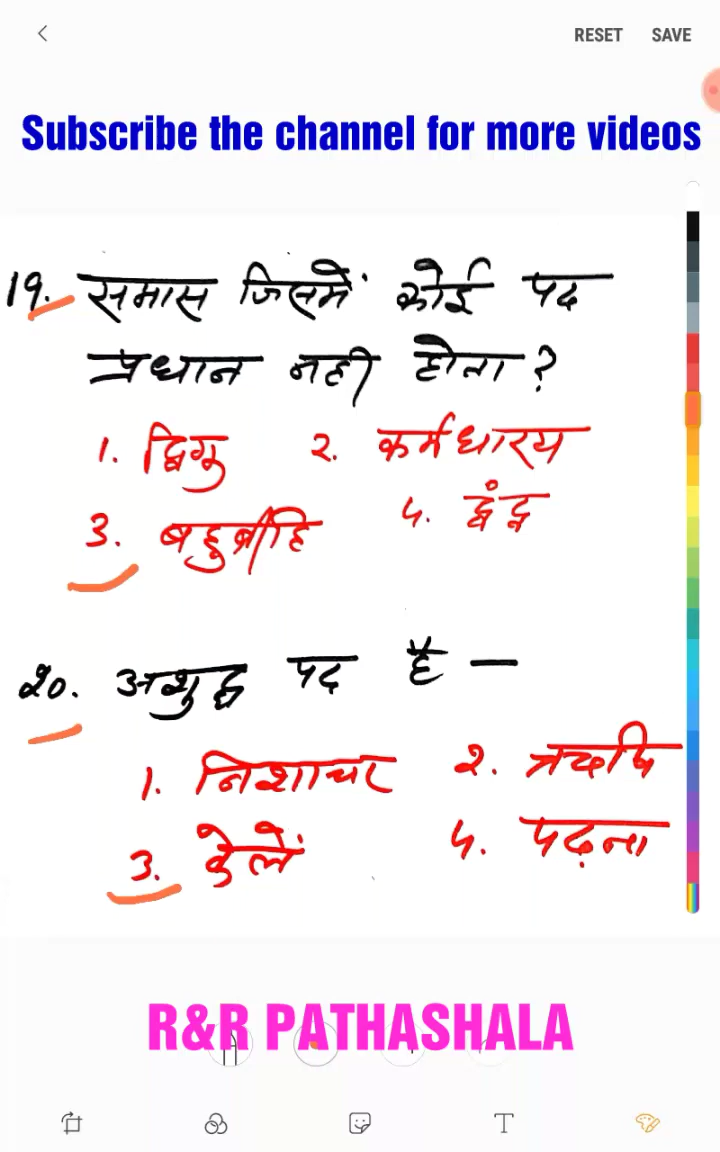 RESET SAVE
Subscribe the channel for more videos
19. समास जिसमें कोई पद
प्रधान नही होता?
1. द्विगु 2. कर्मधारय
3. बहुव्रीहि 4. द्वंद्व
20. अशुद्ध पद है —
1. निशाचर 2.
3. 4. पढ़ना
R&R PATHASHALA
T